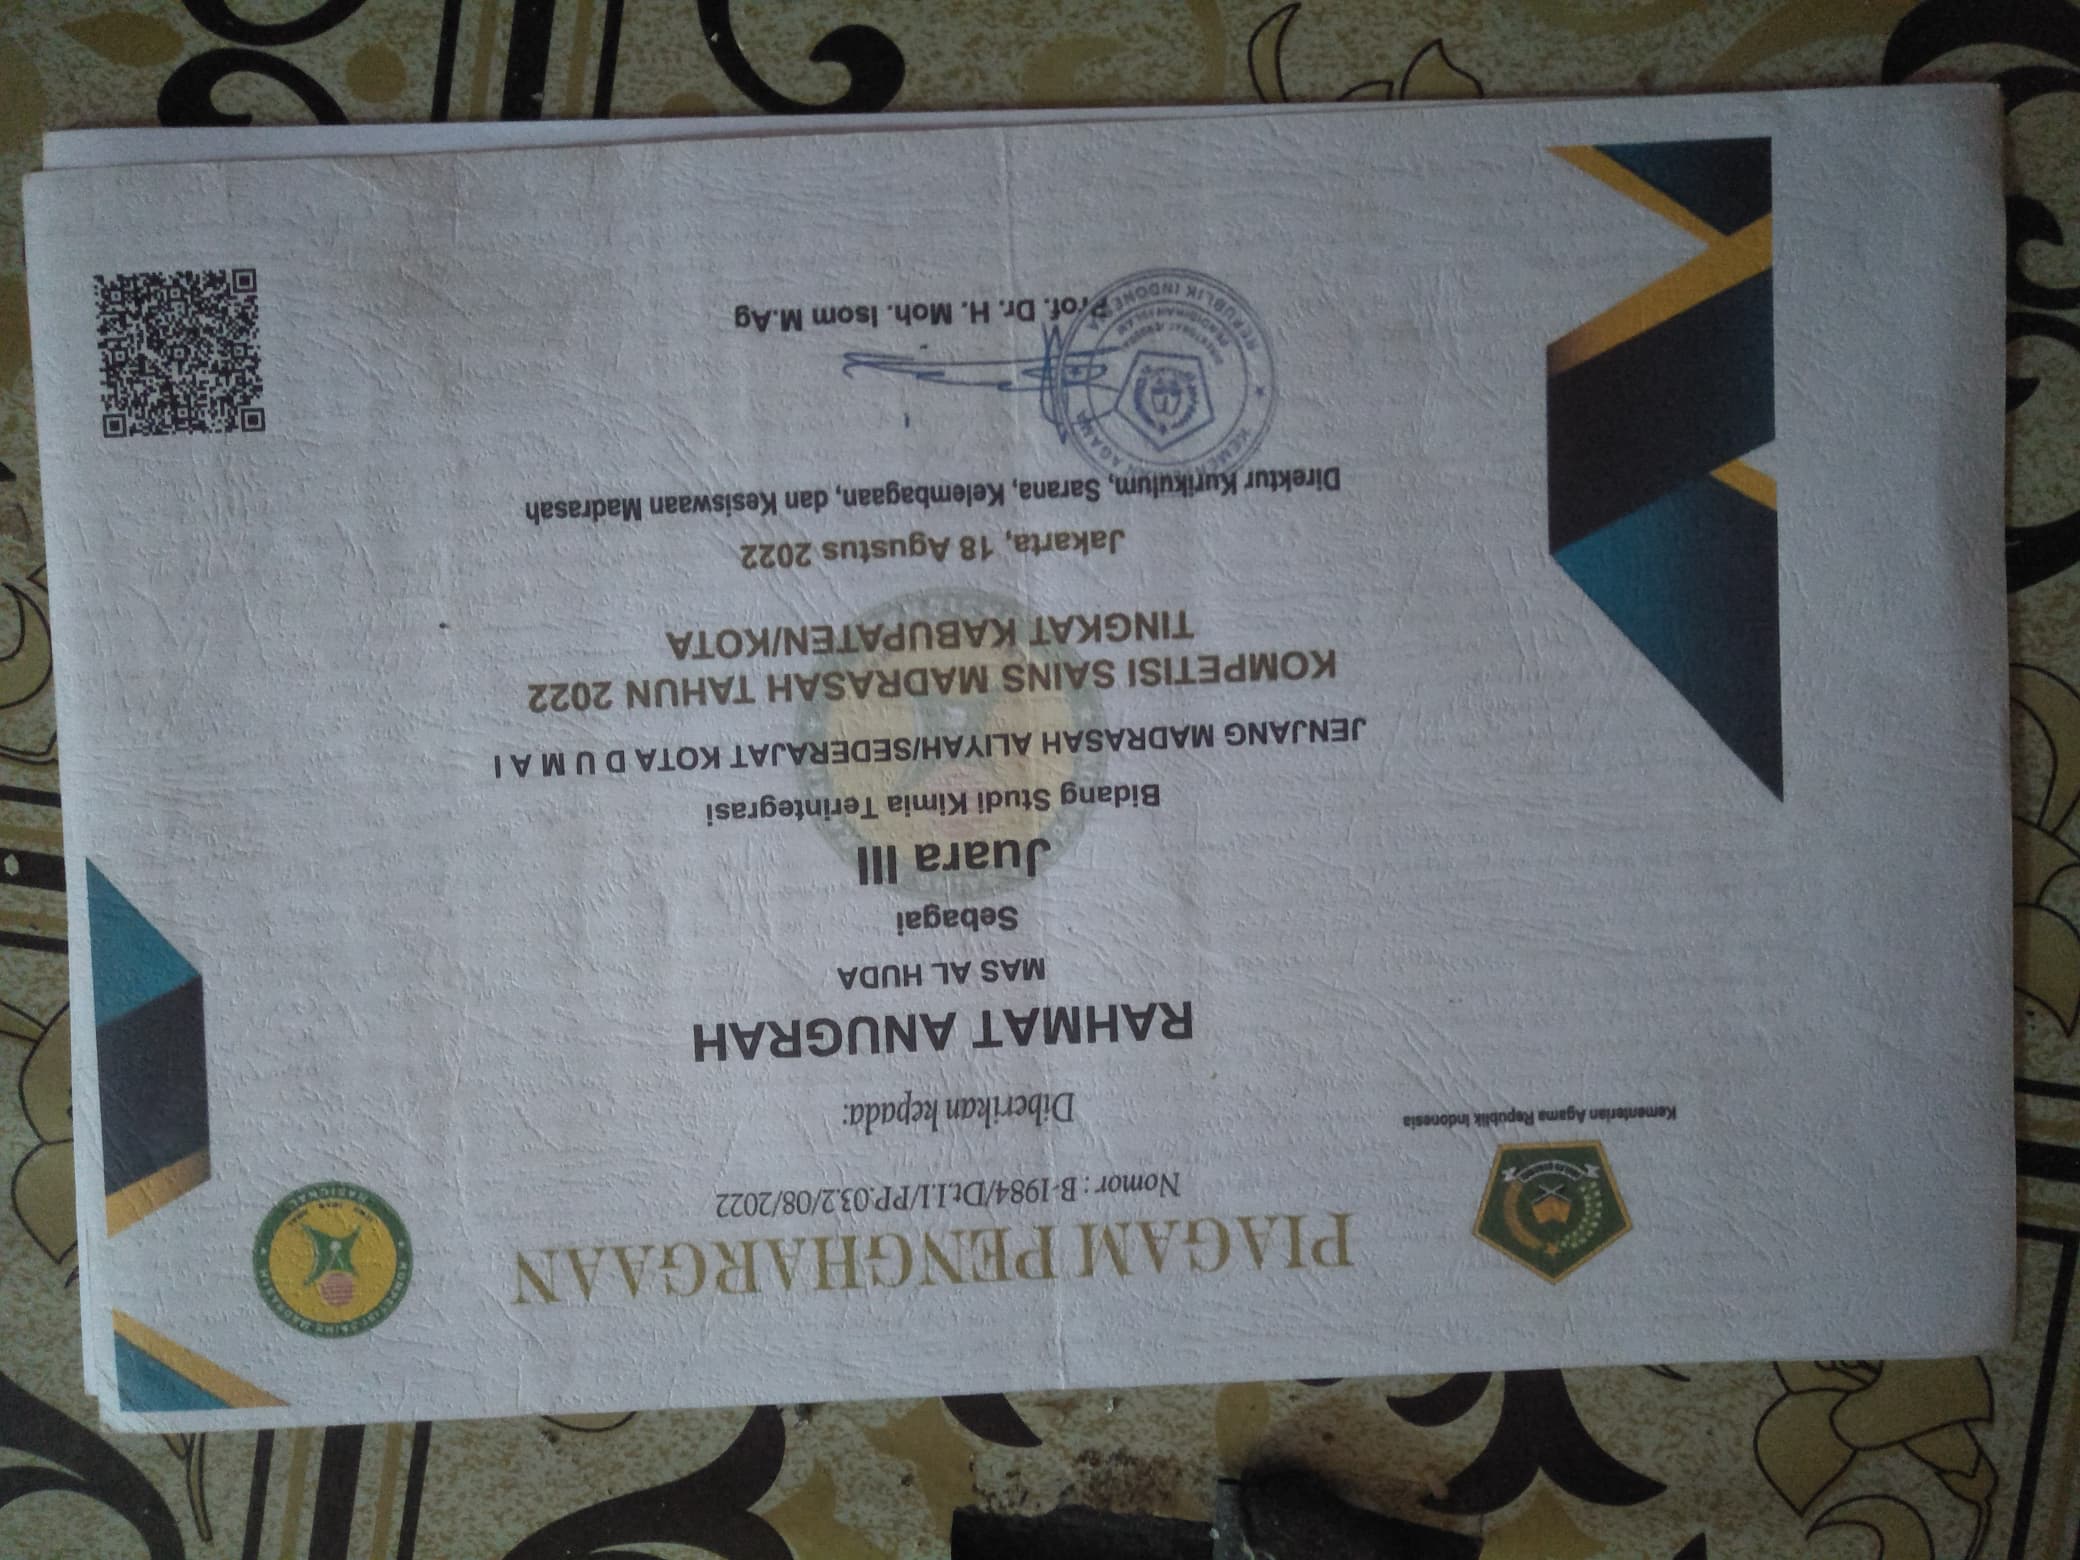 PIAGAM PENGHARGAAN
Nomor : B-1984/Dt.I.I/PP.03.2/08/2022
KOMPETISI SAINS MADRASAH
NASIONAL
Kementerian Agama Republik Indonesia
Diberikan kepada:
RAHMAT ANUGRAH
MAS AL HUDA
Sebagai
Juara III
Bidang Studi Kimia Terintegrasi
JENJANG MADRASAH ALIYAH/SEDERAJAT KOTA D U M A I
KOMPETISI SAINS MADRASAH TAHUN 2022
TINGKAT KABUPATEN/KOTA
Jakarta, 18 Agustus 2022
Direktur Kurikulum, Sarana, Kelembagaan, dan Kesiswaan Madrasah
KEMENTERIAN AGAMA
DIREKTORAT JENDERAL
PENDIDIKAN ISLAM
REPUBLIK INDONESIA
Prof. Dr. H. Moh. Isom M.Ag